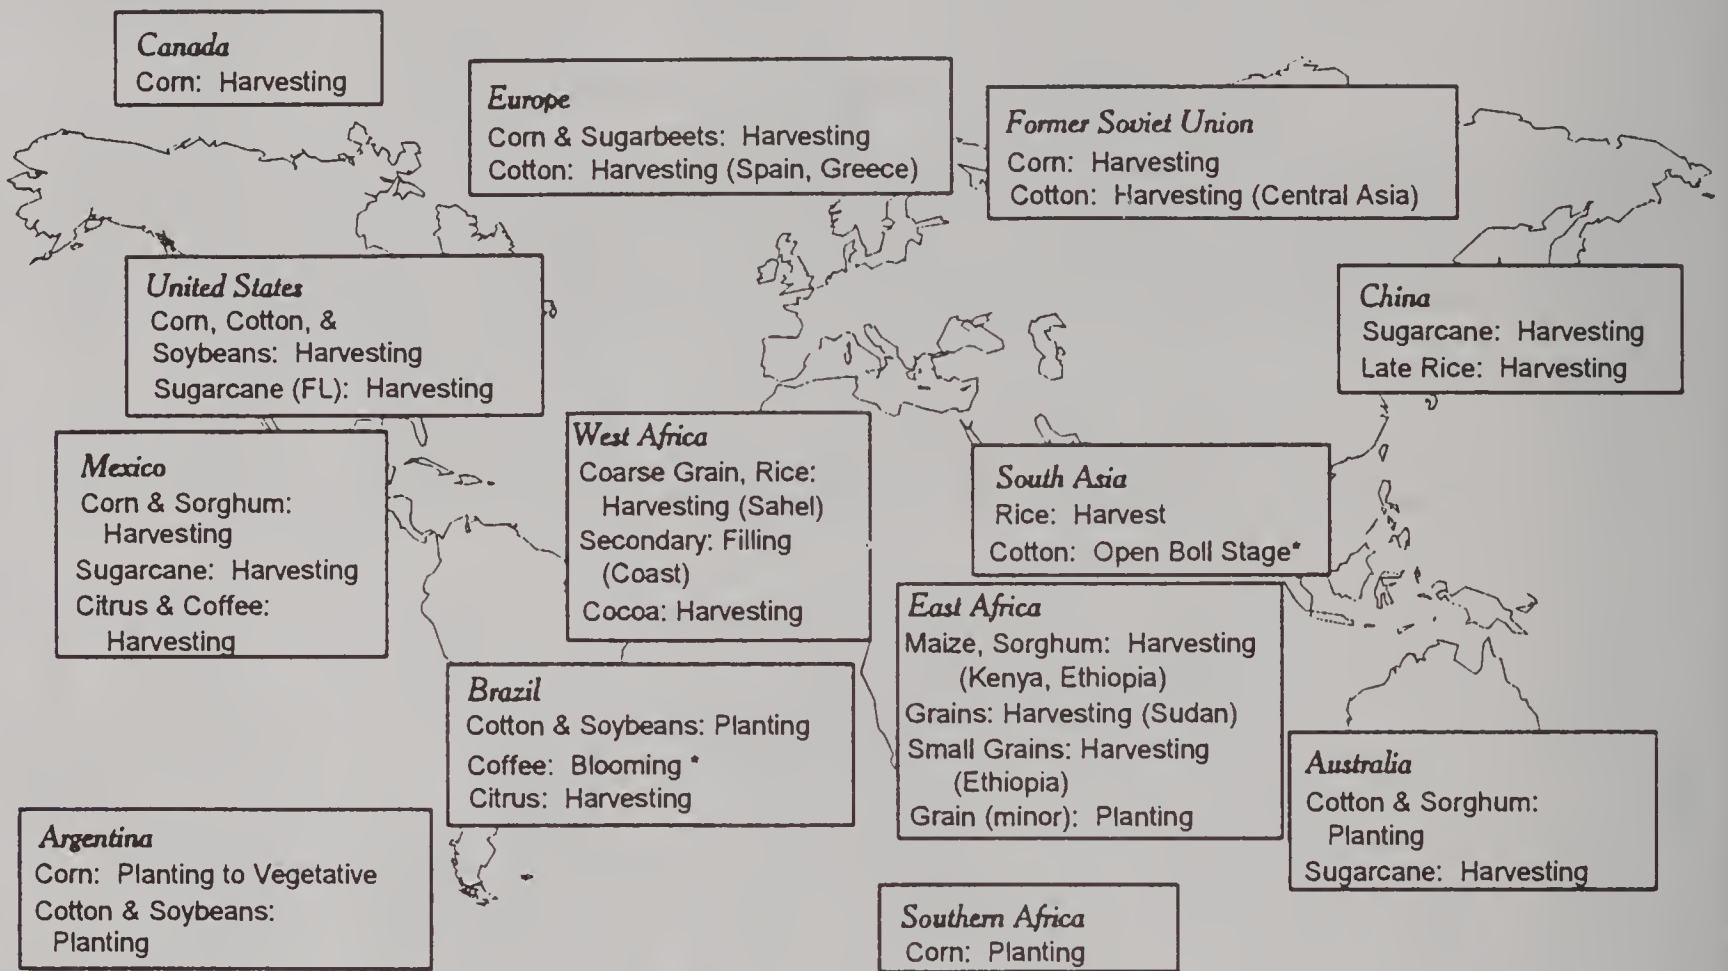 Canada
Corn: Harvesting
Europe
Corn & Sugarbeets: Harvesting
Cotton: Harvesting (Spain, Greece)
Former Soviet Union
Corn: Harvesting
Cotton: Harvesting (Central Asia)
United States
Corn, Cotton, &
Soybeans: Harvesting
Sugarcane (FL): Harvesting
China
Sugarcane: Harvesting
Late Rice: Harvesting
Mexico
Corn & Sorghum:
Harvesting
Sugarcane: Harvesting
Citrus & Coffee:
Harvesting
West Africa
Coarse Grain, Rice:
Harvesting (Sahel)
Secondary: Filling
(Coast)
Cocoa: Harvesting
South Asia
Rice: Harvest
Cotton: Open Boll Stage*
East Africa
Maize, Sorghum: Harvesting
(Kenya, Ethiopia)
Grains: Harvesting (Sudan)
Small Grains: Harvesting
(Ethiopia)
Grain (minor): Planting
Brazil
Cotton & Soybeans: Planting
Coffee: Blooming *
Citrus: Harvesting
Australia
Cotton & Sorghum:
Planting
Sugarcane: Harvesting
Argentina
Corn: Planting to Vegetative
Cotton & Soybeans:
Planting
Southern Africa
Corn: Planting